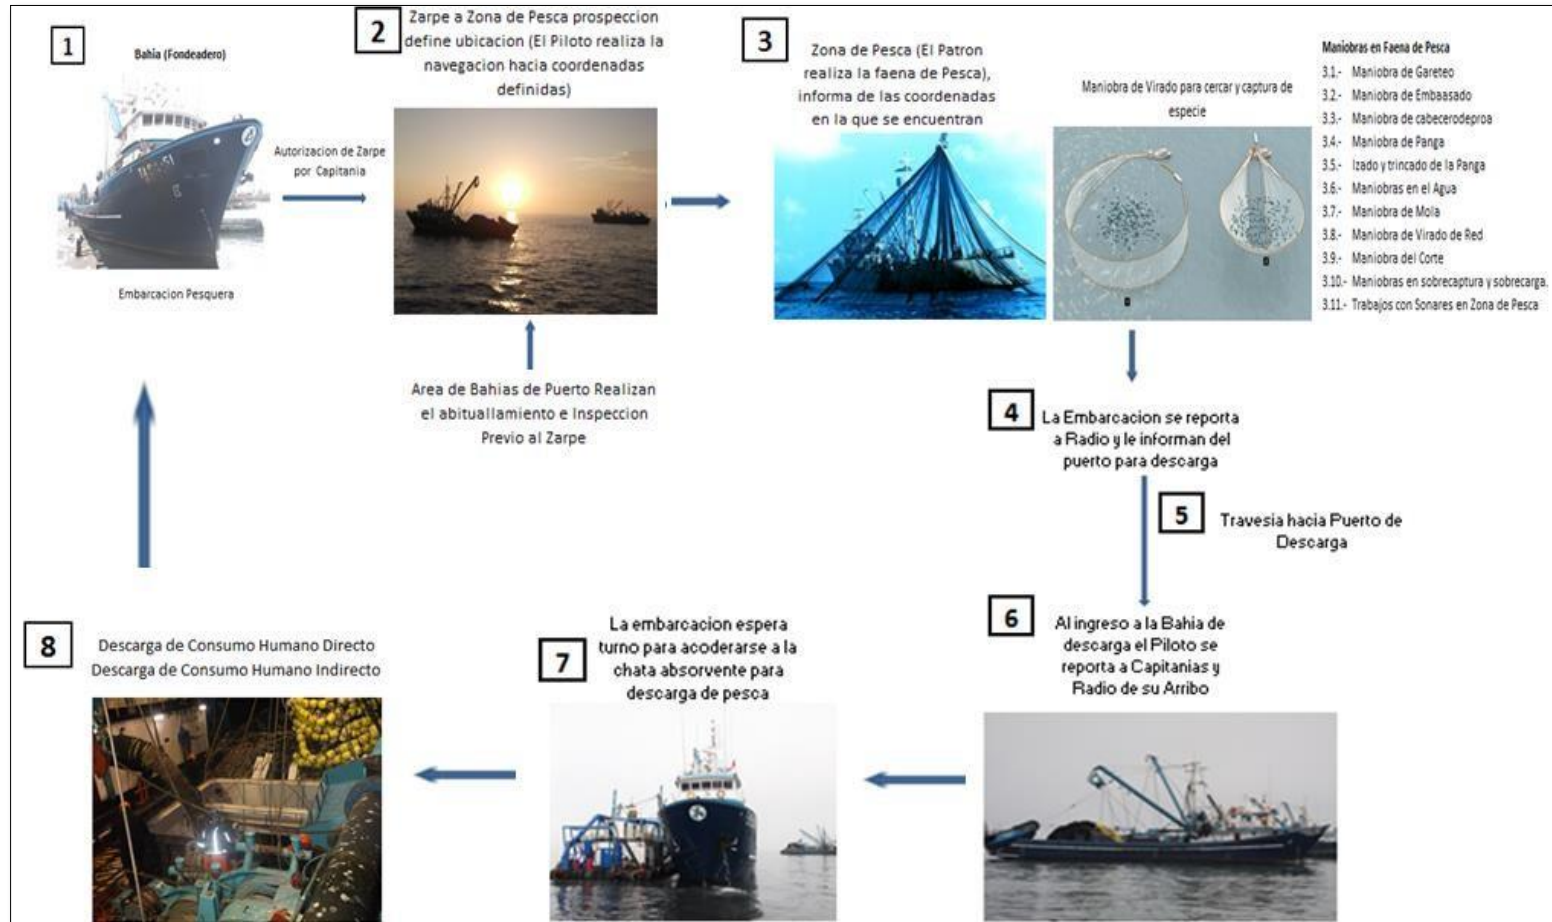 1
Bahia (Fondeadero)
Embarcacion Pesquera
Autorizacion de Zarpe
por Capitania
2
Zarpe a Zona de Pesca prospeccion
define ubicacion (El Piloto realiza la
navegacion hacia coordenadas
definidas)
Area de Bahias de Puerto Realizan
el abituallamiento e Inspeccion
Previo al Zarpe
3
Zona de Pesca (El Patron
realiza la faena de Pesca),
informa de las coordenadas
en la que se encuentran
Maniobra de Virado para cercar y captura de
especie
Maniobras en Faena de Pesca
3.1.- Maniobra de Gareteo
3.2.- Maniobra de Embaasado
3.3.- Maniobra de cabecerodeproa
3.4.- Maniobra de Panga
3.5.- Izado y trincado de la Panga
3.6.- Maniobras en el Agua
3.7.- Maniobra de Mola
3.8.- Maniobra de Virado de Red
3.9.- Maniobra del Corte
3.10.- Maniobras en sobrecaptura y sobrecarga.
3.11.- Trabajos con Sonares en Zona de Pesca
4
La Embarcacion se reporta
a Radio y le informan del
puerto para descarga
5
Travesia hacia Puerto de
Descarga
6
Al ingreso a la Bahia de
descarga el Piloto se
reporta a Capitanias y
Radio de su Arribo
7
La embarcacion espera
turno para acoderarse a la
chata absorvente para
descarga de pesca
8
Descarga de Consumo Humano Directo
Descarga de Consumo Humano Indirecto